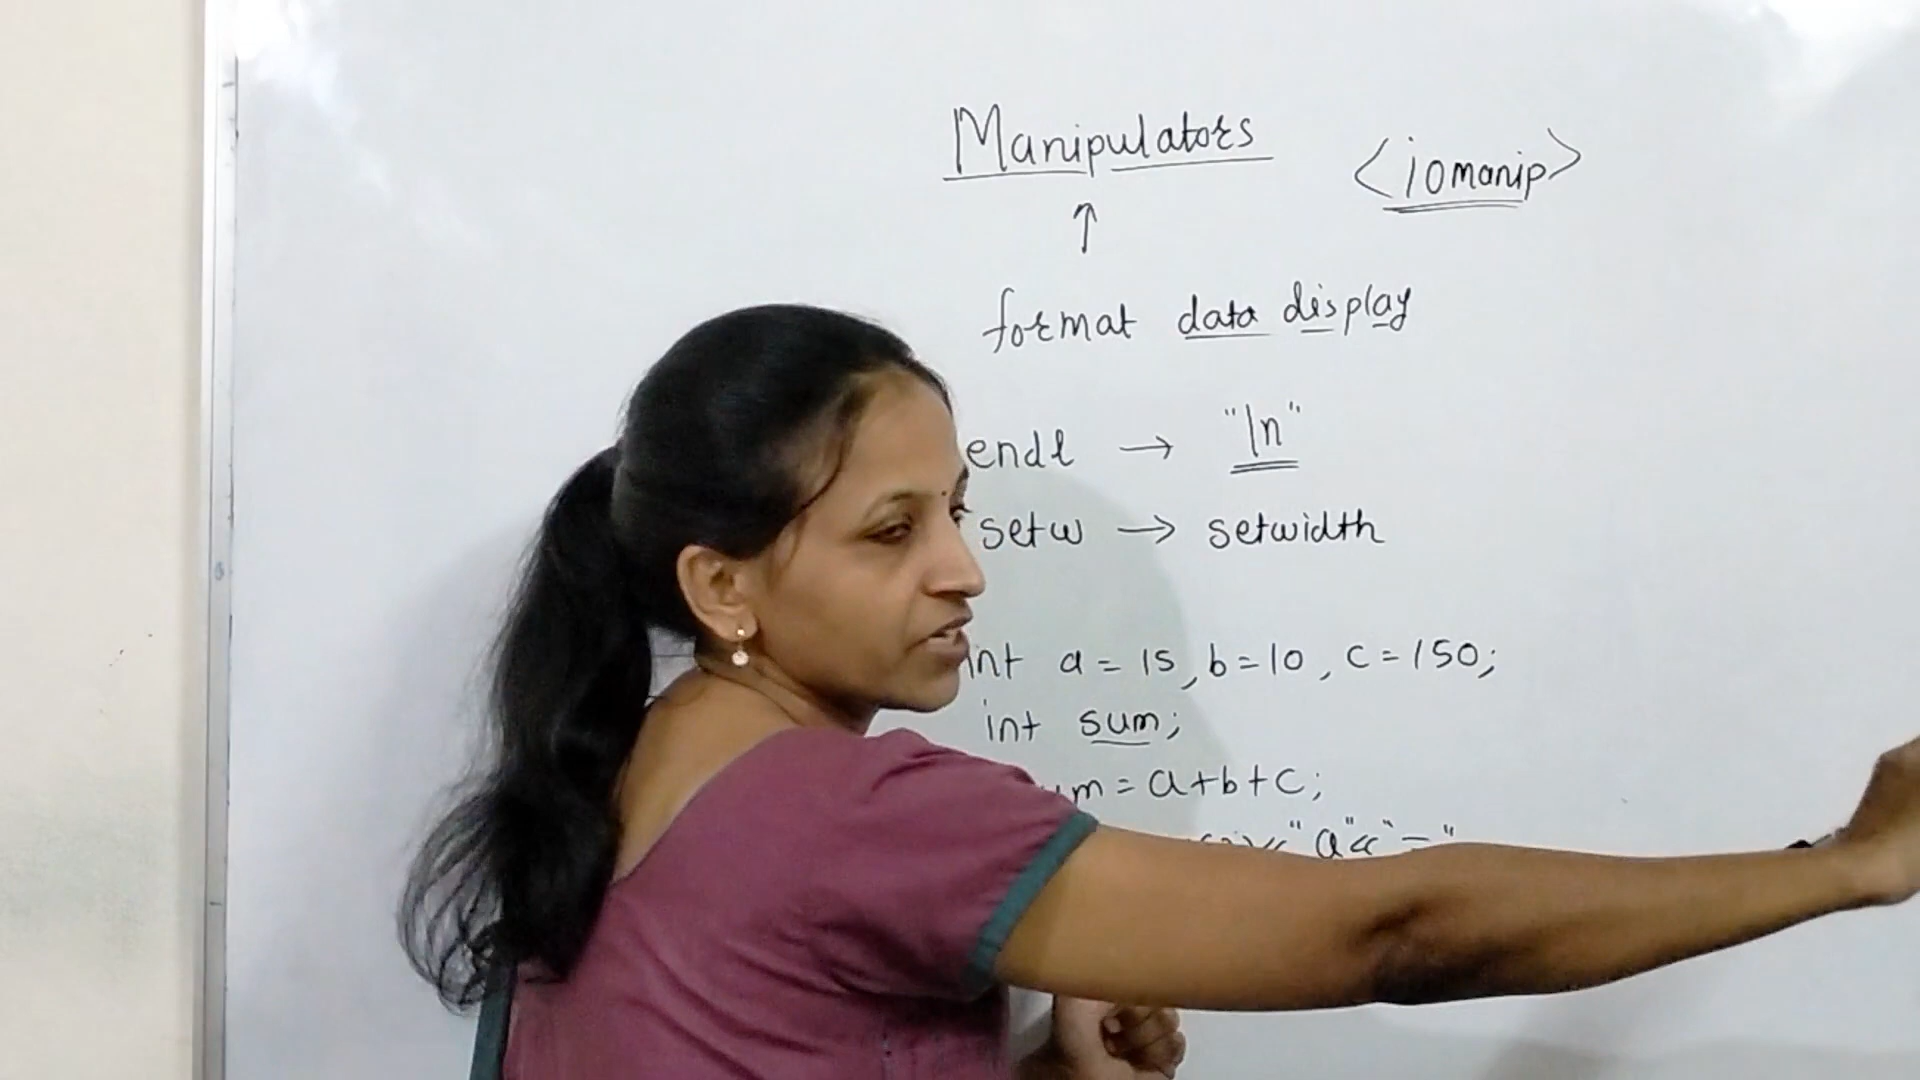 Manipulators <iomanip>
↑
format data display
endl → "\n"
setw → setwidth
int a = 15, b = 10, c = 150;
int sum;
m = a + b + c;
<< "a" << " = "